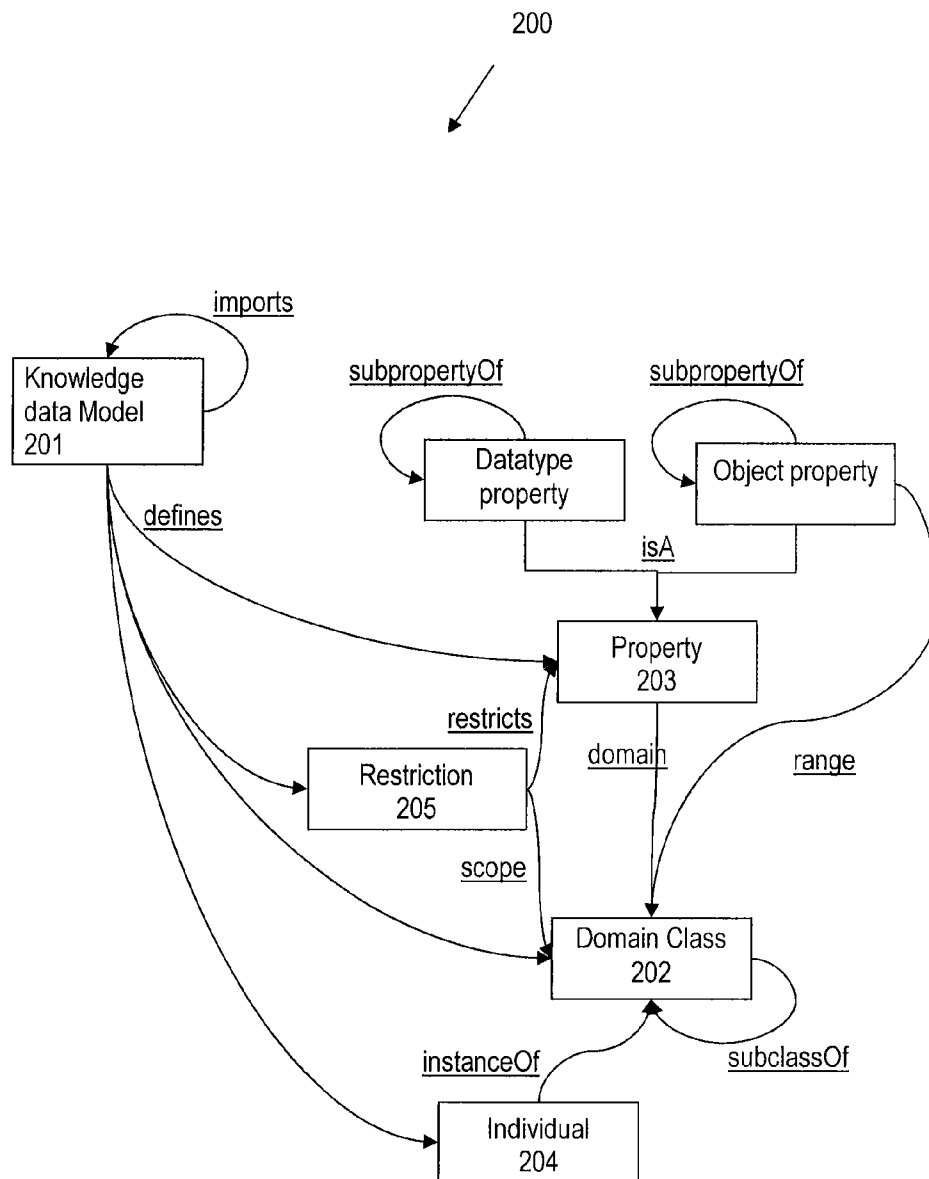 200
imports
Knowledge
data Model
201
subpropertyOf
subpropertyOf
Datatype
property
Object property
defines
isA
Property
203
restricts
domain
range
Restriction
205
scope
Domain Class
202
instanceOf
subclassOf
Individual
204